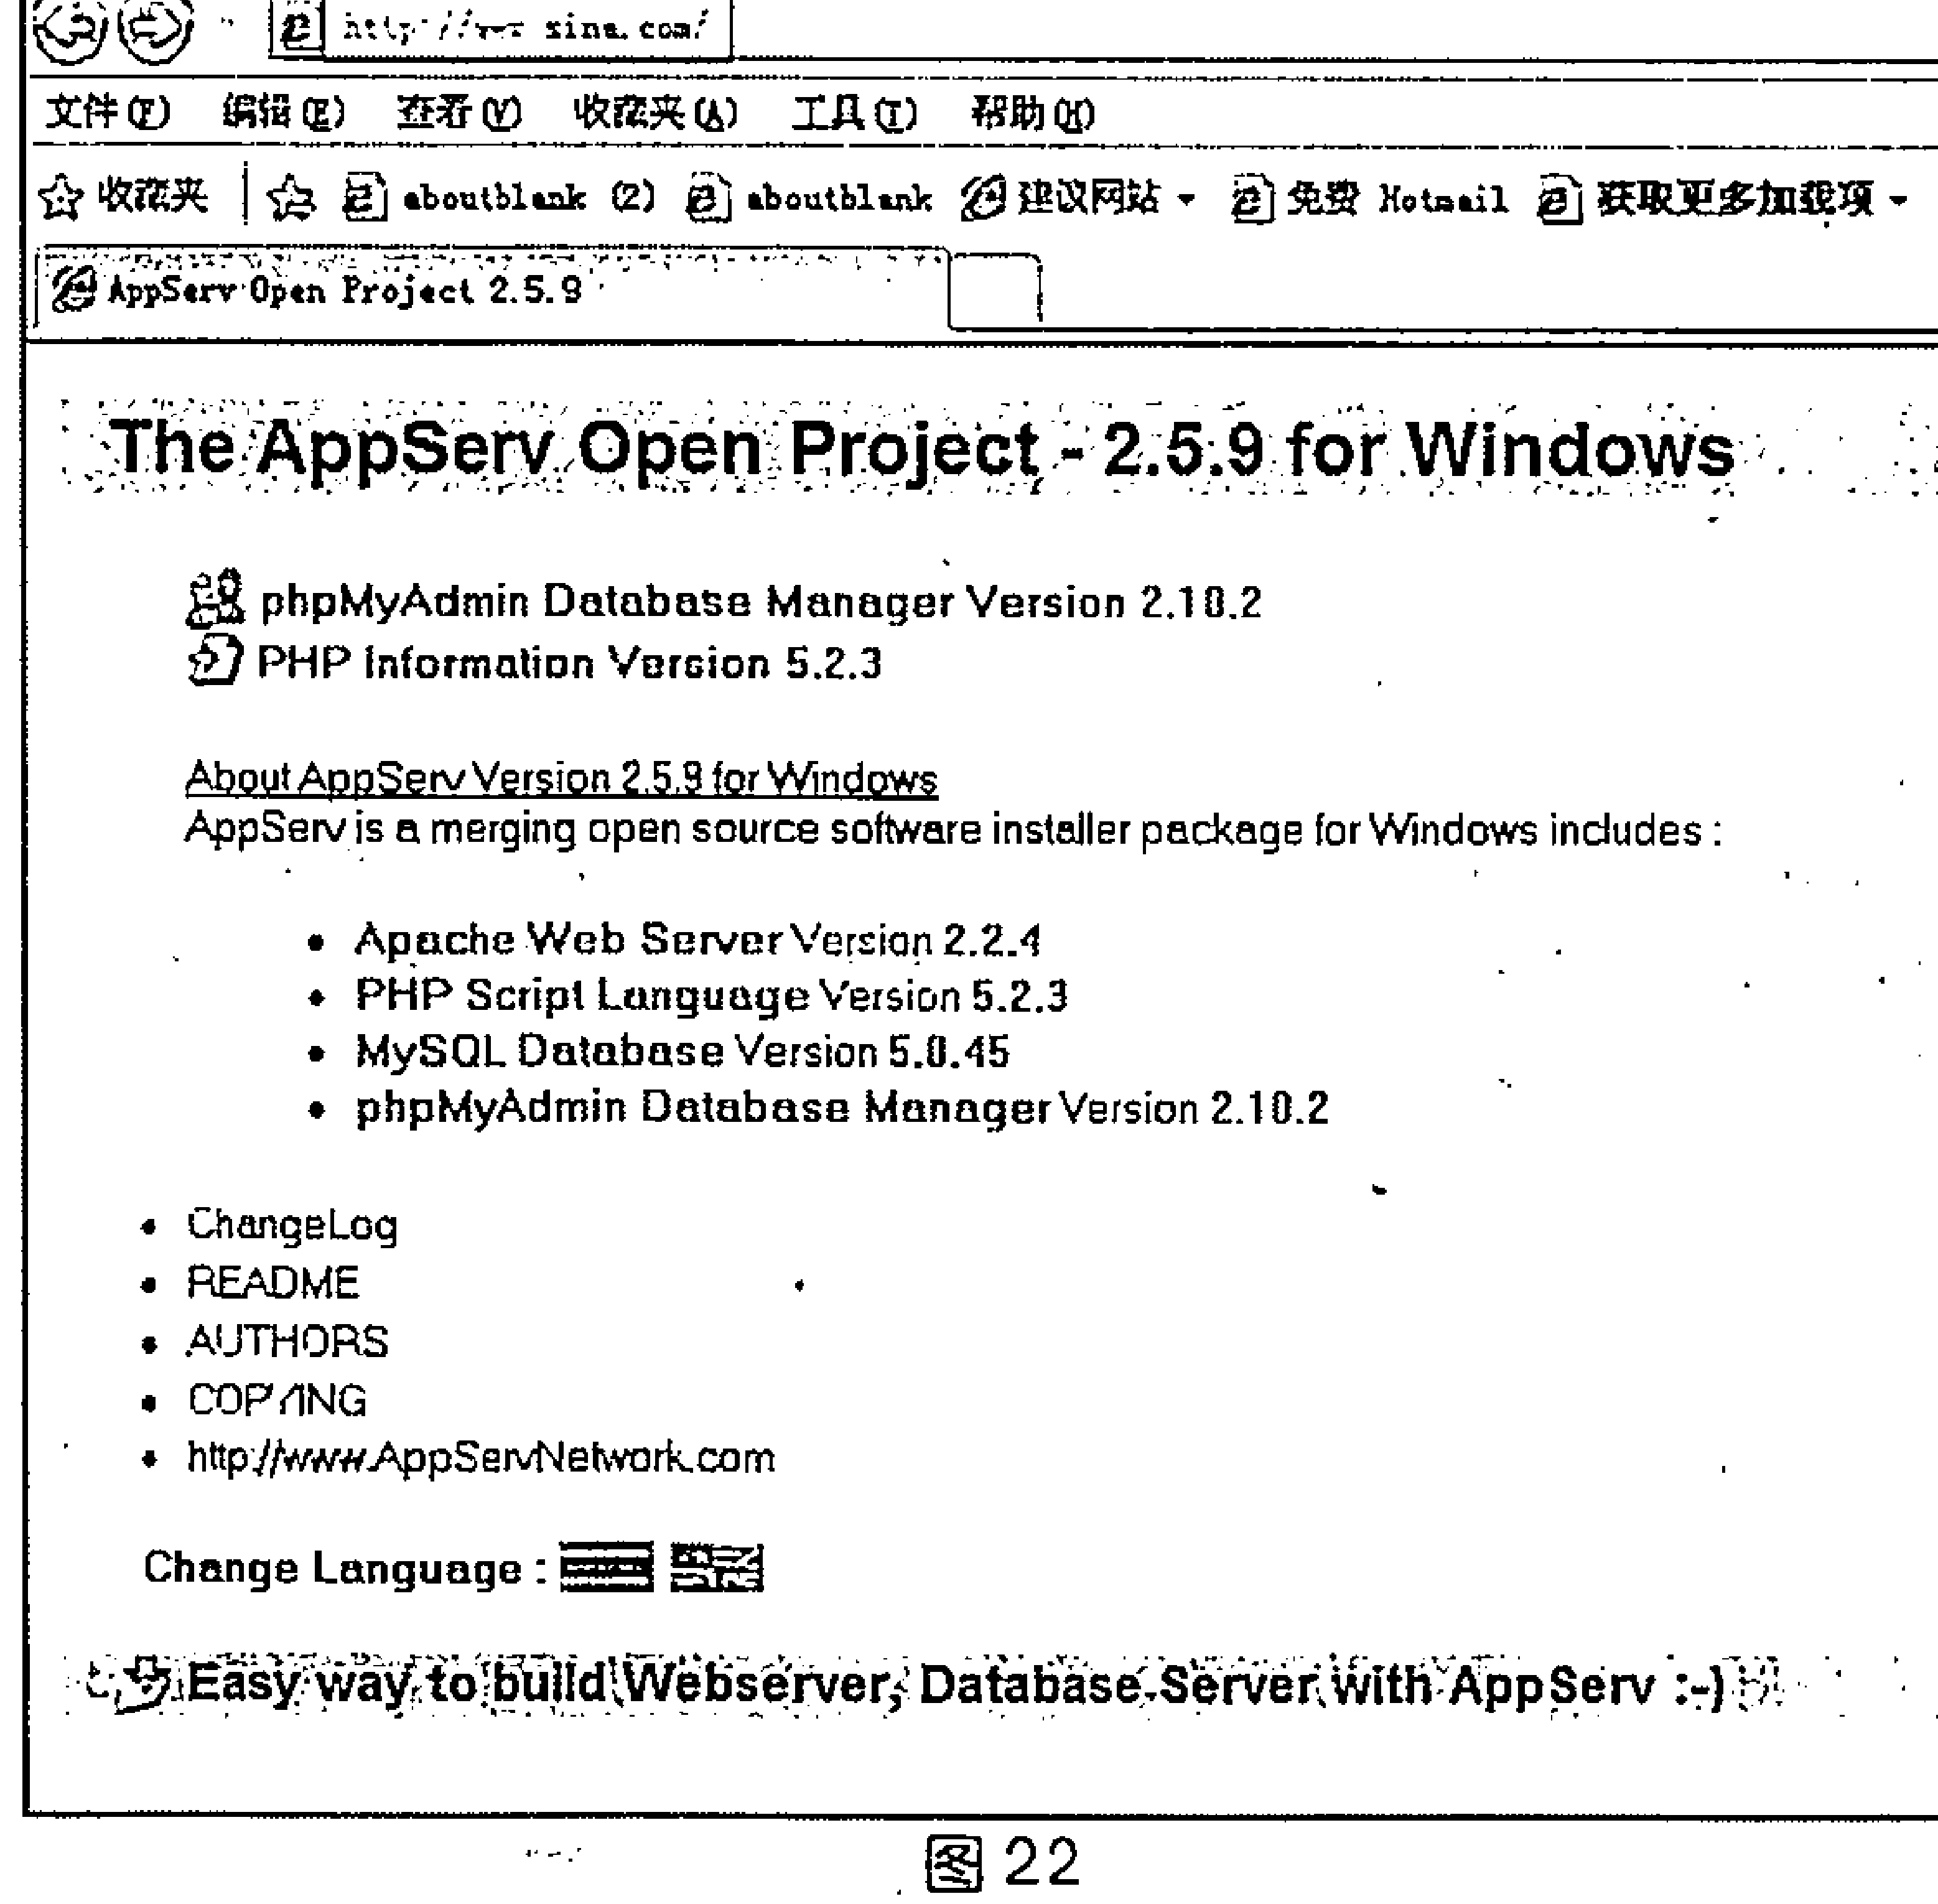 http://www.sina.com/
文件(F) 编辑(E) 查看(V) 收藏夹(A) 工具(T) 帮助(H)
收藏夹 aboutblank (2) aboutblank 建议网站 免费 Hotmail 获取更多加载项
AppServ Open Project 2.5.9
The AppServ Open Project - 2.5.9 for Windows
phpMyAdmin Database Manager Version 2.10.2
PHP Information Version 5.2.3
About AppServ Version 2.5.9 for Windows
AppServ is a merging open source software installer package for Windows includes :
• Apache Web Server Version 2.2.4
• PHP Script Language Version 5.2.3
• MySQL Database Version 5.0.45
• phpMyAdmin Database Manager Version 2.10.2
• ChangeLog
• README
• AUTHORS
• COPYING
• http://www.AppServNetwork.com
Change Language :
Easy way to build Webserver, Database Server with AppServ :-)
图 22